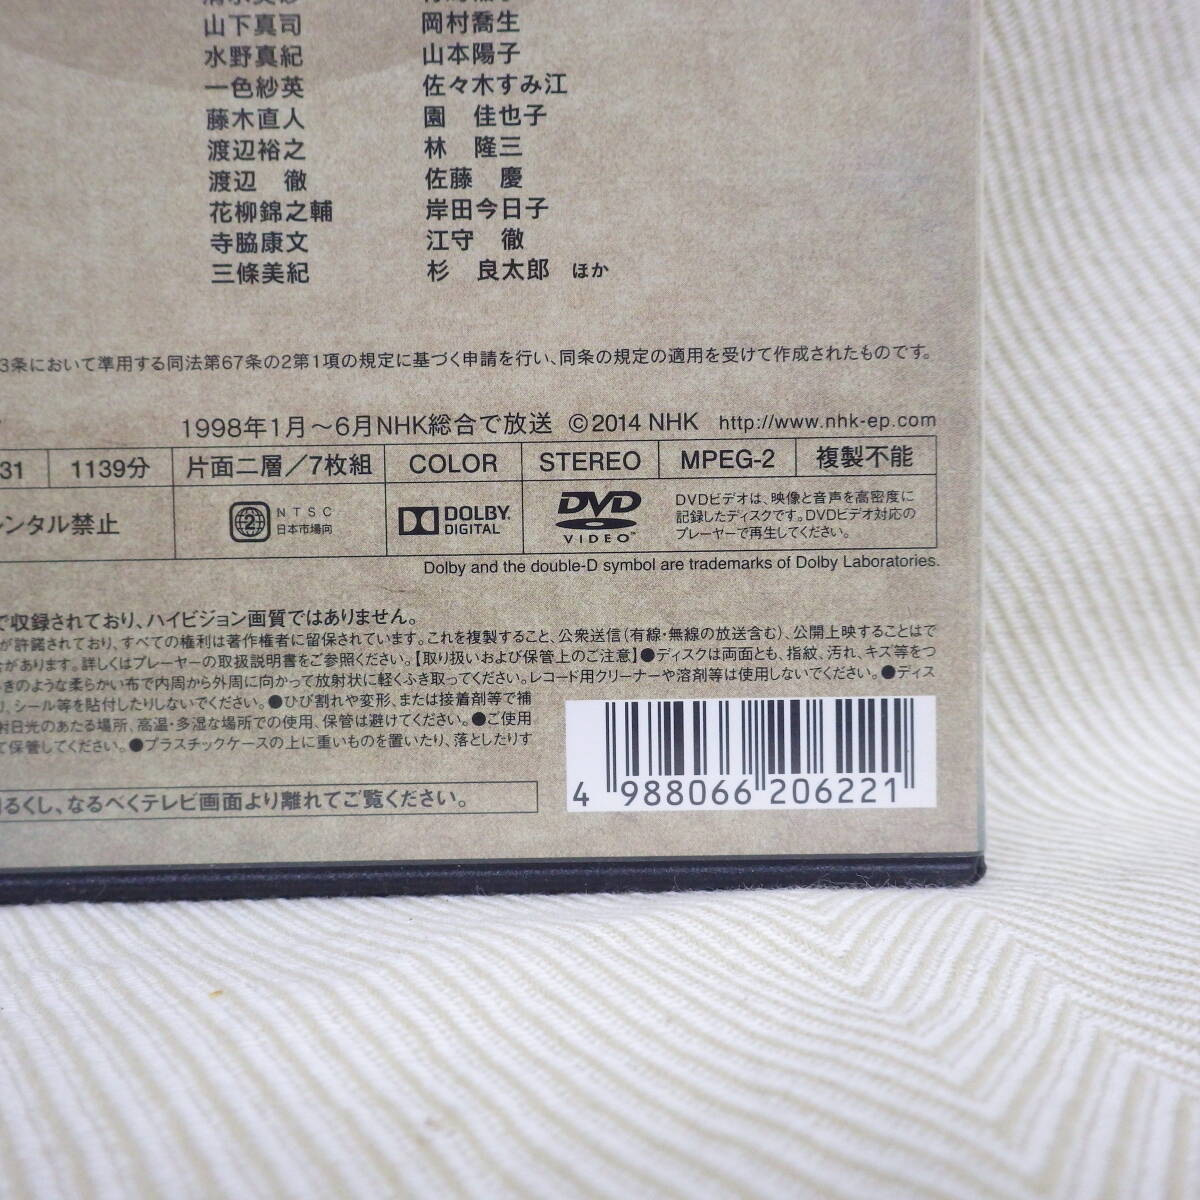 山下真司 岡村喬生
水野真紀 山本陽子
一色紗英 佐々木すみ江
藤木直人 園 佳也子
渡辺裕之 林 隆三
渡辺 徹 佐藤 慶
花柳錦之輔 岸田今日子
寺脇康文 江守 徹
三條美紀 杉 良太郎 ほか
3条において準用する同法第67条の2第1項の規定に基づく申請を行い、同条の規定の適用を受けて作成されたものです。
1998年1月～6月NHK総合で放送 ©2014 NHK http://www.nhk-ep.com
31 1139分 片面二層／7枚組 COLOR STEREO MPEG-2 複製不能
ンタル禁止 2 NTSC 日本市場向 DOLBY DIGITAL DVD VIDEO™ DVDビデオは、映像と音声を高密度に
記録したディスクです。DVDビデオ対応の
プレーヤーで再生してください。
Dolby and the double-D symbol are trademarks of Dolby Laboratories.
で収録されており、ハイビジョン画質ではありません。
が許諾されており、すべての権利は著作権者に留保されています。これを複製すること、公衆送信（有線・無線の放送含む）、公開上映することはで
合があります。詳しくはプレーヤーの取扱説明書をご参照ください。【取り扱いおよび保管上のご注意】●ディスクは両面とも、指紋、汚れ、キズ等をつ
きのような柔らかい布で内周から外周に向かって放射状に軽くふき取ってください。レコード用クリーナーや溶剤等は使用しないでください。●ディス
り、シール等を貼付したりしないでください。●ひび割れや変形、または接着剤等で補
射日光のあたる場所、高温・多湿な場所での使用、保管は避けてください。●ご使用
て保管してください。●プラスチックケースの上に重いものを置いたり、落としたりす
るくし、なるべくテレビ画面より離れてご覧ください。
4 988066 206221